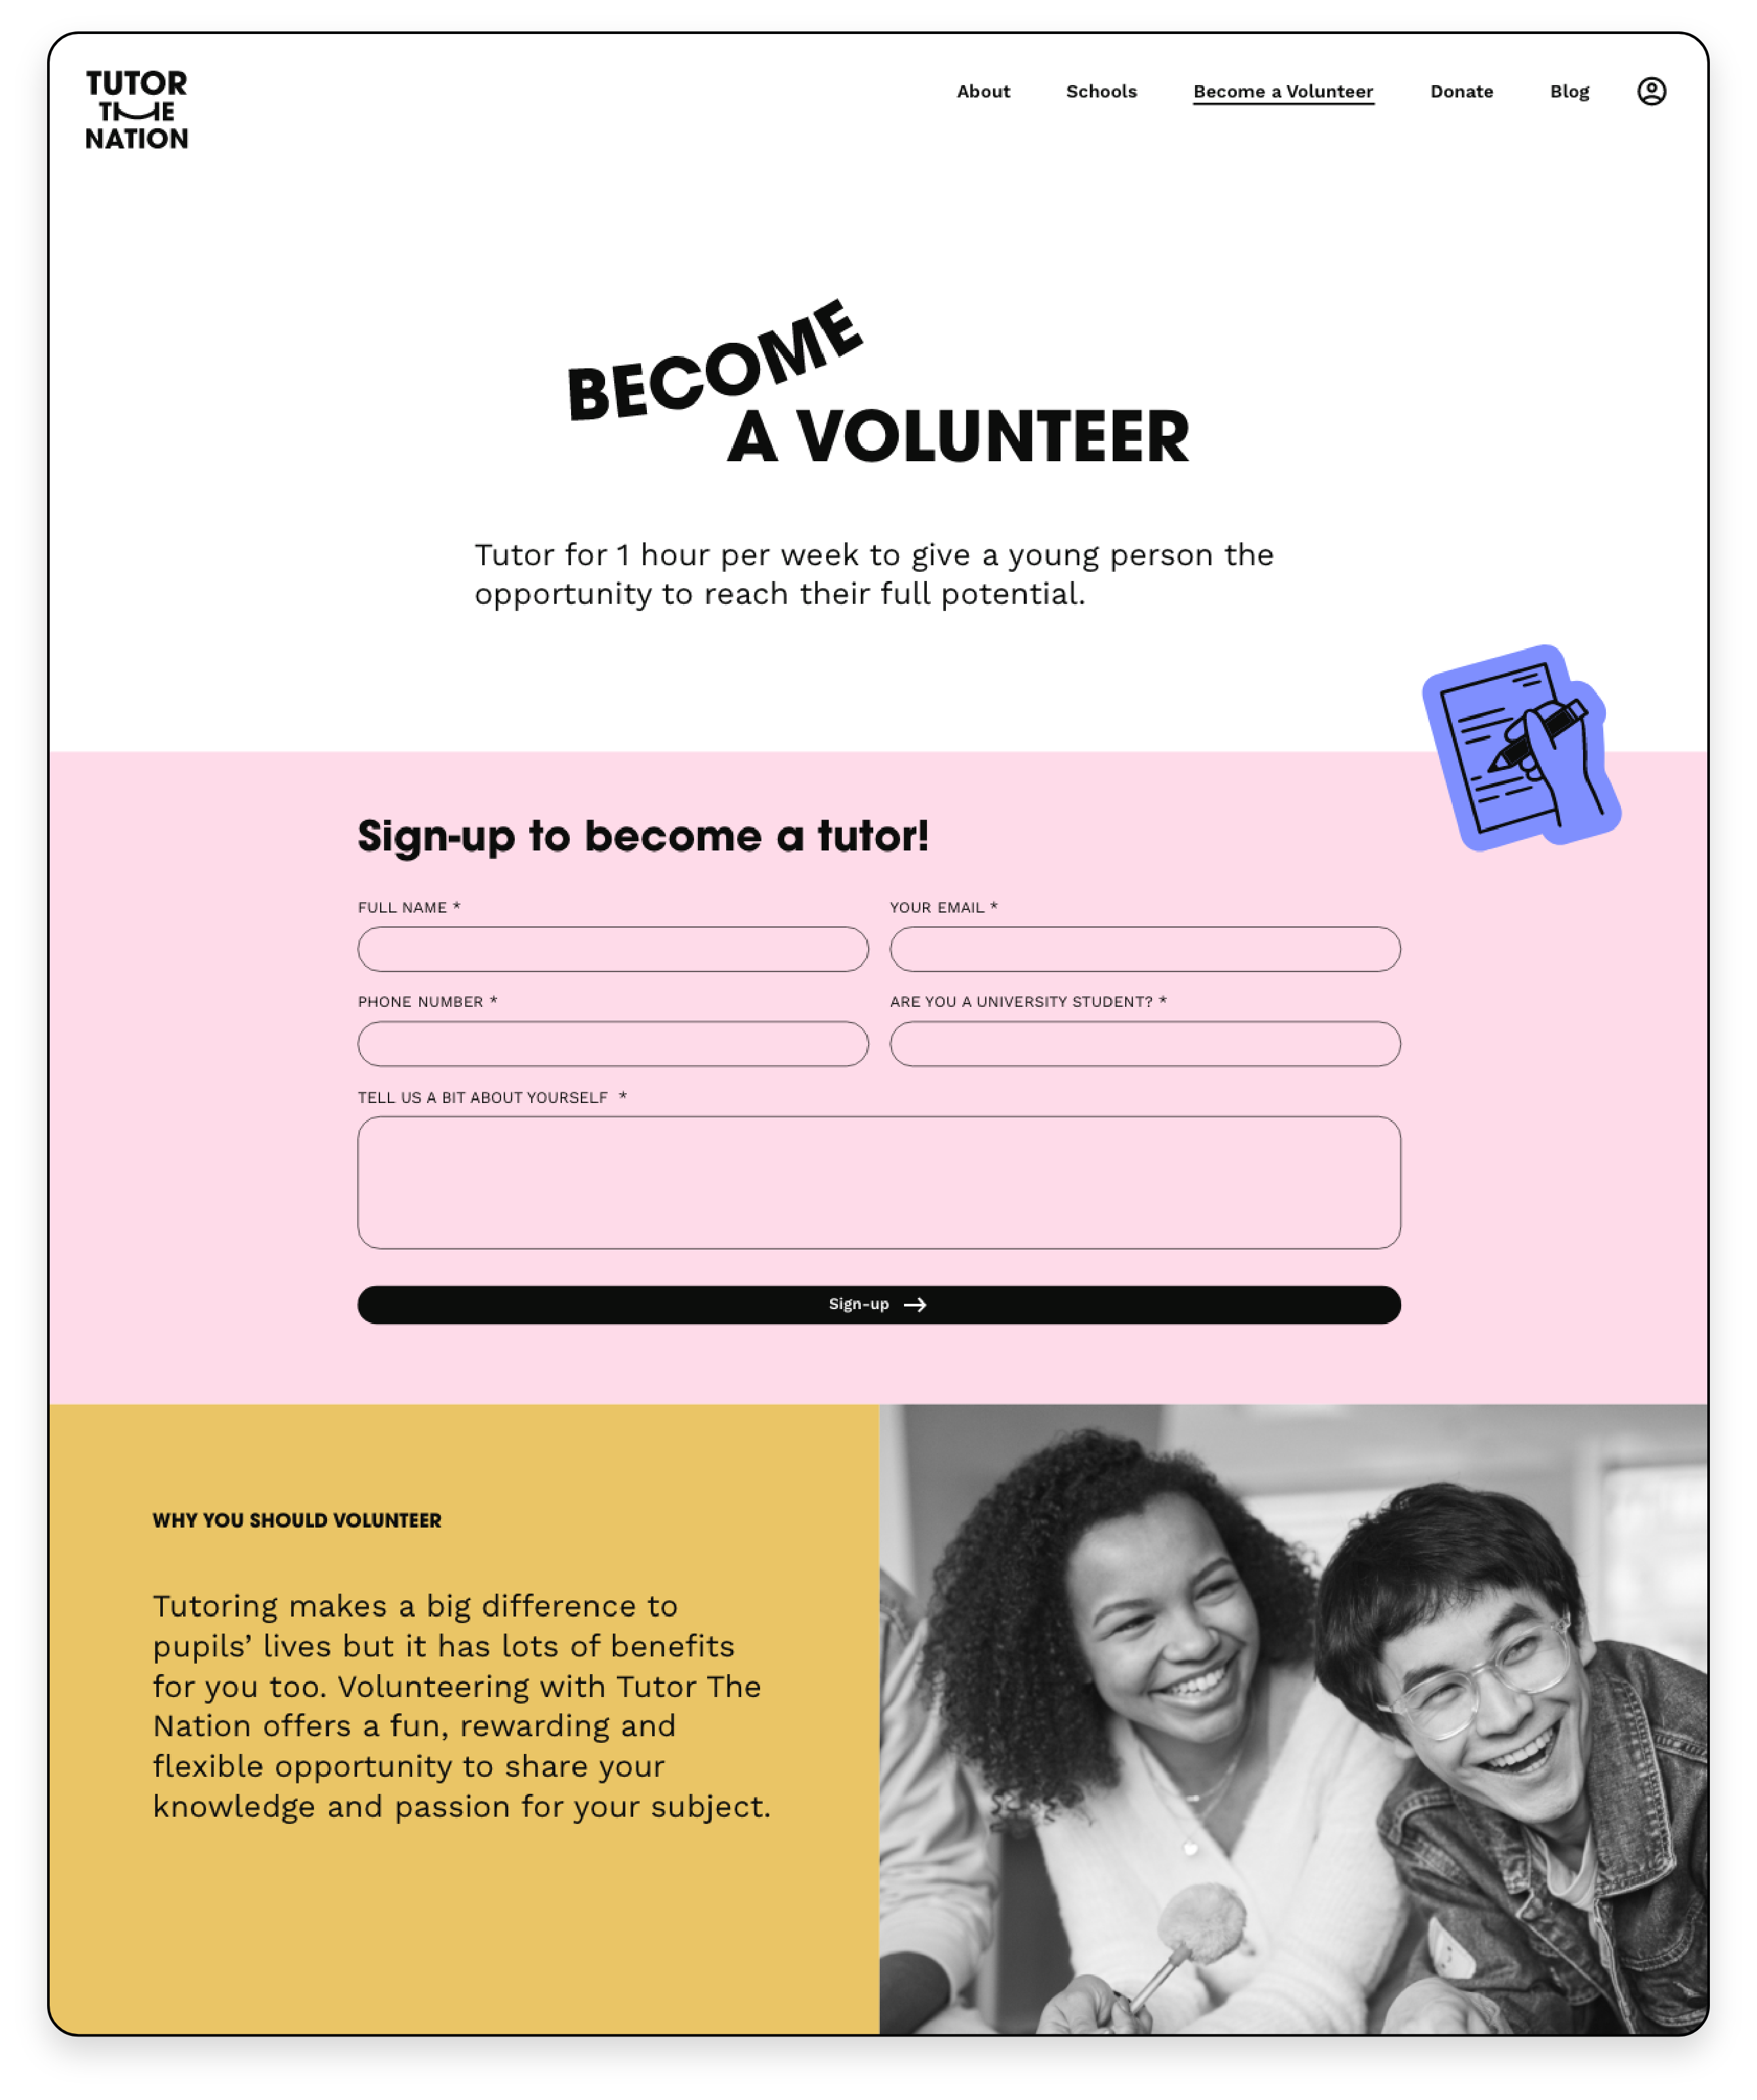 TUTOR
THE
NATION
About Schools Become a Volunteer Donate Blog
BECOME
A VOLUNTEER
Tutor for 1 hour per week to give a young person the
opportunity to reach their full potential.
Sign-up to become a tutor!
FULL NAME * YOUR EMAIL *
PHONE NUMBER * ARE YOU A UNIVERSITY STUDENT? *
TELL US A BIT ABOUT YOURSELF *
Sign-up →
WHY YOU SHOULD VOLUNTEER
Tutoring makes a big difference to
pupils’ lives but it has lots of benefits
for you too. Volunteering with Tutor The
Nation offers a fun, rewarding and
flexible opportunity to share your
knowledge and passion for your subject.